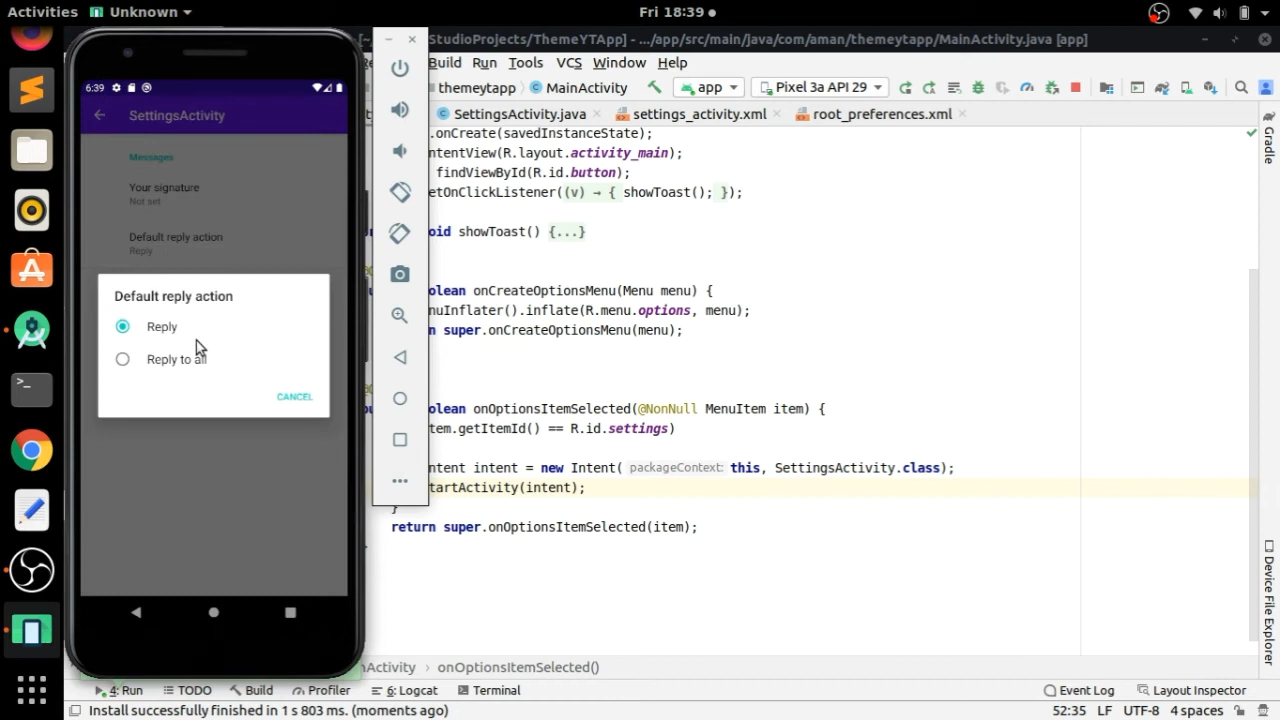 Activities Unknown Fri 18:39
StudioProjects/ThemeYTApp] - .../app/src/main/java/com/aman/themeytapp/MainActivity.java [app]
Build Run Tools VCS Window Help
themeytapp MainActivity app Pixel 3a API 29
SettingsActivity.java settings_activity.xml root_preferences.xml
6:39
SettingsActivity
Messages
Your signature
Not set
Default reply action
Reply
Default reply action
Reply
Reply to all
CANCEL
.onCreate(savedInstanceState);
ntentView(R.layout.activity_main);
findViewById(R.id.button);
etOnClickListener((v) → { showToast(); });
oid showToast() {...}
olean onCreateOptionsMenu(Menu menu) {
nuInflater().inflate(R.menu.options, menu);
n super.onCreateOptionsMenu(menu);
olean onOptionsItemSelected(@NonNull MenuItem item) {
tem.getItemId() == R.id.settings)
ntent intent = new Intent( packageContext: this, SettingsActivity.class);
tartActivity(intent);
}
return super.onOptionsItemSelected(item);
Gradle
Device File Explorer
nActivity › onOptionsItemSelected()
4: Run TODO Build Profiler 6: Logcat Terminal Event Log Layout Inspector
Install successfully finished in 1 s 803 ms. (moments ago) 52:35 LF UTF-8 4 spaces